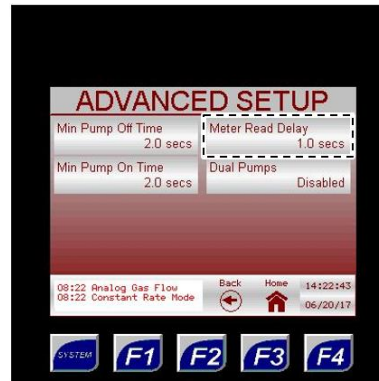 ADVANCED SETUP
Min Pump Off Time
2.0 secs
Meter Read Delay
1.0 secs
Min Pump On Time
2.0 secs
Dual Pumps
Disabled
08:22 Analog Gas Flow
08:22 Constant Rate Mode
Back
Home
14:22:43
06/20/17
SYSTEM
F1
F2
F3
F4